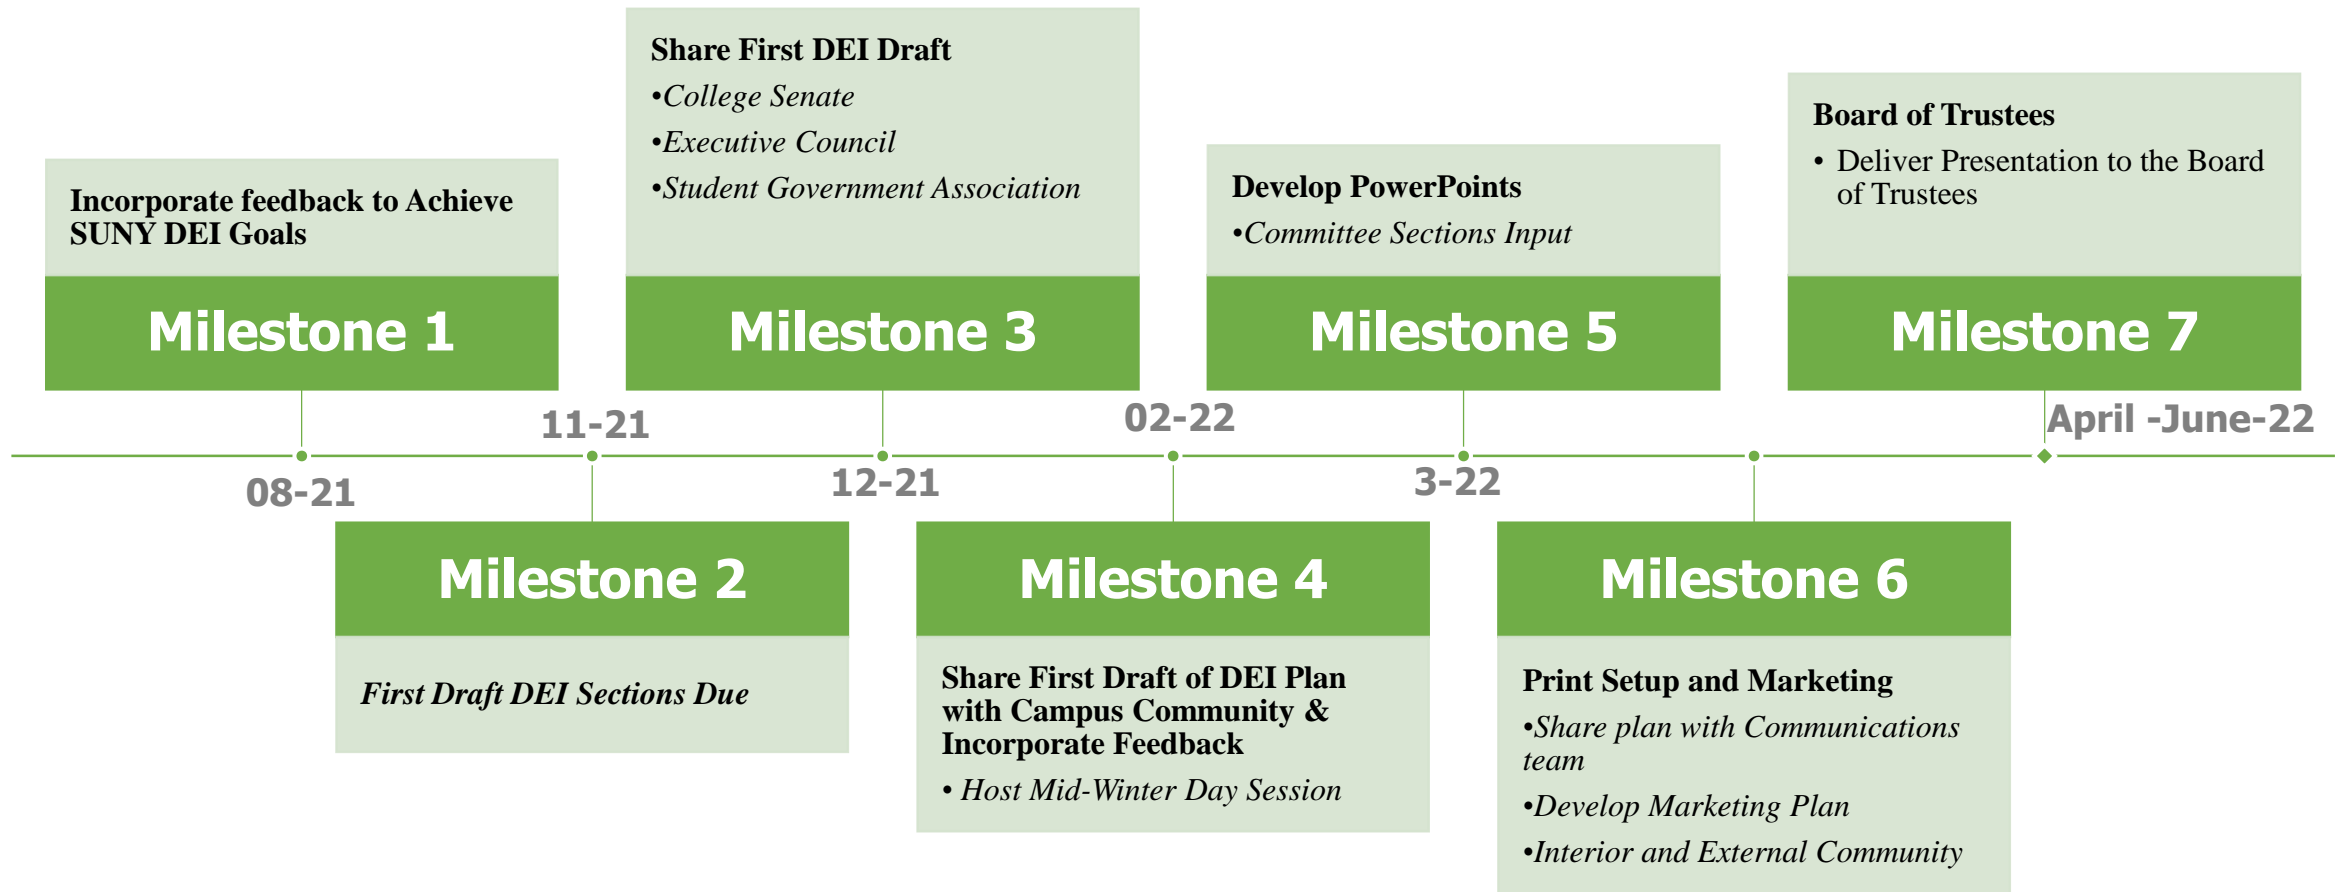 Incorporate feedback to Achieve
SUNY DEI Goals
Milestone 1
08-21
11-21
Milestone 2
First Draft DEI Sections Due
Share First DEI Draft
•College Senate
•Executive Council
•Student Government Association
Milestone 3
12-21
02-22
Milestone 4
Share First Draft of DEI Plan
with Campus Community &
Incorporate Feedback
• Host Mid-Winter Day Session
Develop PowerPoints
•Committee Sections Input
Milestone 5
3-22
Milestone 6
Print Setup and Marketing
•Share plan with Communications
team
•Develop Marketing Plan
•Interior and External Community
Board of Trustees
• Deliver Presentation to the Board
of Trustees
Milestone 7
April -June-22